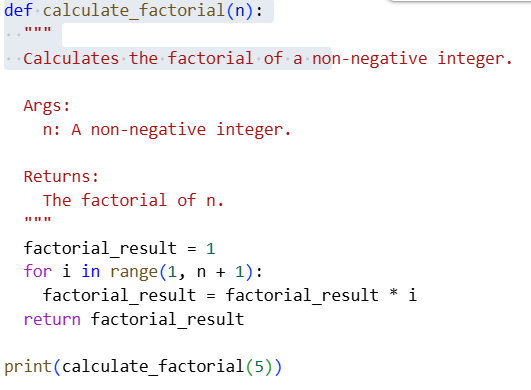 def calculate_factorial(n):
  """
  Calculates the factorial of a non-negative integer.

  Args:
    n: A non-negative integer.

  Returns:
    The factorial of n.
  """
  factorial_result = 1
  for i in range(1, n + 1):
    factorial_result = factorial_result * i
  return factorial_result

print(calculate_factorial(5))